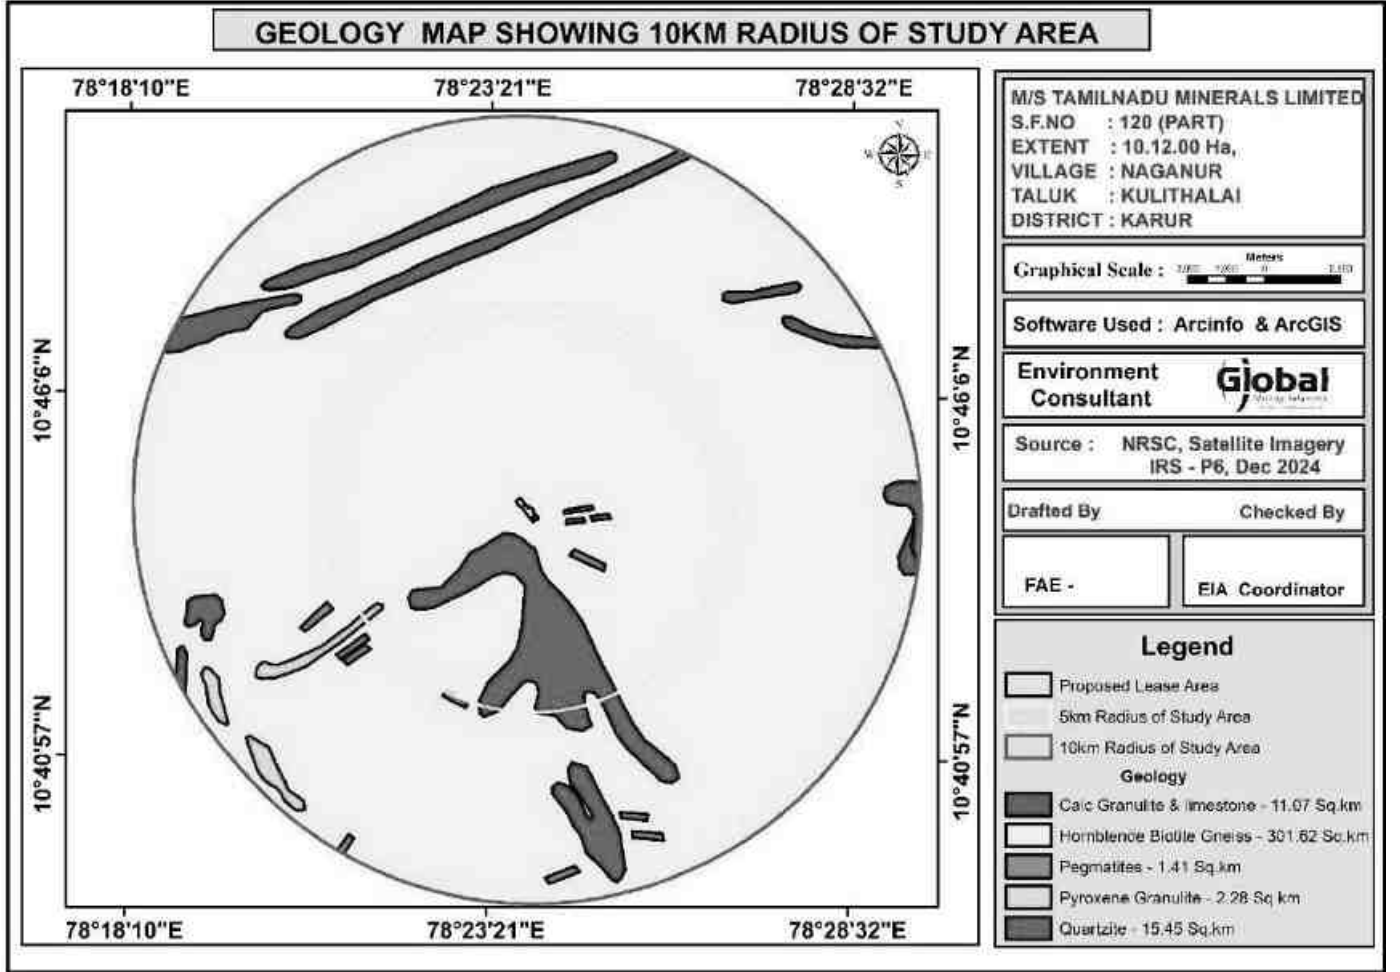 GEOLOGY MAP SHOWING 10KM RADIUS OF STUDY AREA
78°18'10"E
78°23'21"E
78°28'32"E
N
W
E
S
10°46'6"N
10°46'6"N
10°40'57"N
10°40'57"N
78°18'10"E
78°23'21"E
78°28'32"E
M/S TAMILNADU MINERALS LIMITED
S.F.NO : 120 (PART)
EXTENT : 10.12.00 Ha,
VILLAGE : NAGANUR
TALUK : KULITHALAI
DISTRICT : KARUR
Meters
Graphical Scale :
0
Software Used : Arcinfo & ArcGIS
Environment
Consultant
Global
Source : NRSC, Satellite Imagery
IRS - P6, Dec 2024
Drafted By
Checked By
FAE -
EIA Coordinator
Legend
Proposed Lease Area
5km Radius of Study Area
10km Radius of Study Area
Geology
Calc Granulite & limestone - 11.07 Sq.km
Hornblende Biotite Gneiss - 301.62 Sq.km
Pegmatites - 1.41 Sq.km
Pyroxene Granulite - 2.28 Sq km
Quartzite - 15.45 Sq.km